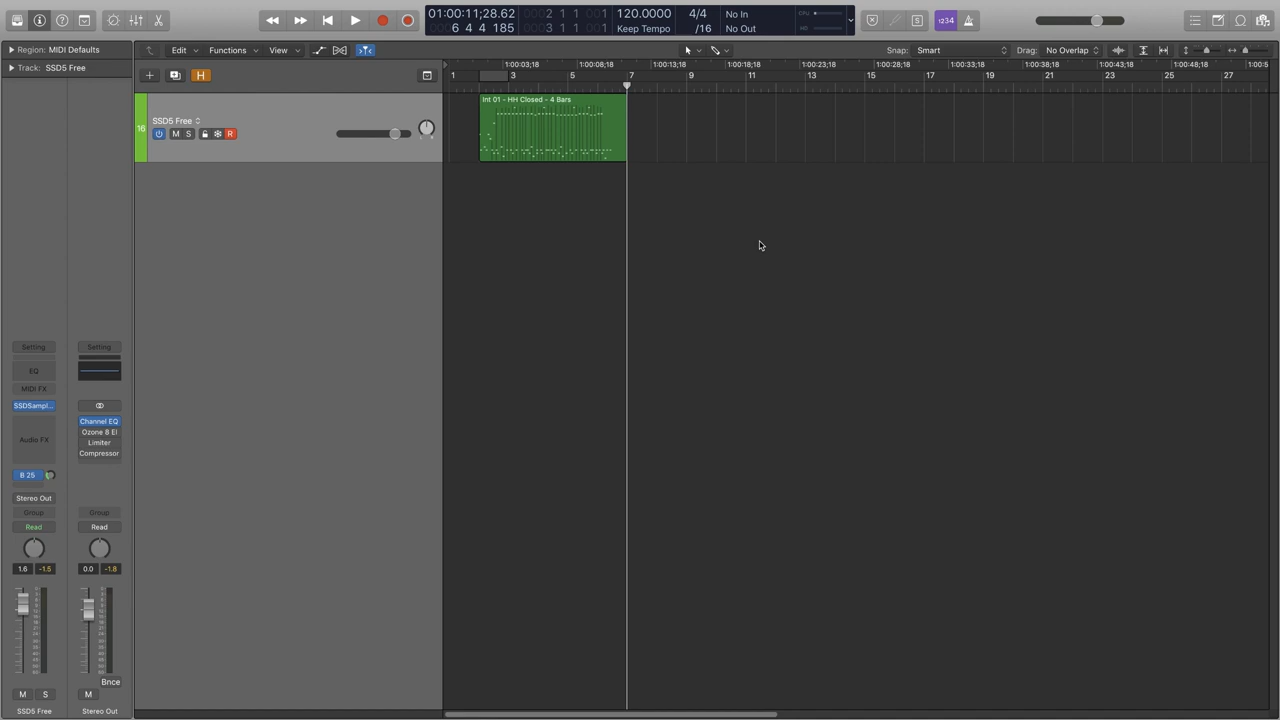 01:00:11;28.62
6 4 4 185
0002 1 1 001
0003 1 1 001
120.0000
Keep Tempo
4/4
/16
No In
No Out
CPU
HD
1234
Region: MIDI Defaults
Track: SSD5 Free
Edit
Functions
View
Snap:
Smart
Drag:
No Overlap
H
1:00:03;18
1:00:08;18
1:00:13;18
1:00:18;18
1:00:23;18
1:00:28;18
1:00:33;18
1:00:38;18
1:00:43;18
1:00:48;18
1
3
5
7
9
11
13
15
17
19
21
23
25
27
16
SSD5 Free
M S
R
Int 01 - HH Closed - 4 Bars
Setting
Setting
EQ
MIDI FX
SSDSampl...
Channel EQ
Ozone 8 El
Limiter
Compressor
Audio FX
B 25
Stereo Out
Group
Group
Read
Read
1.6
-1.5
0.0
-1.8
Bnce
M
S
M
SSD5 Free
Stereo Out